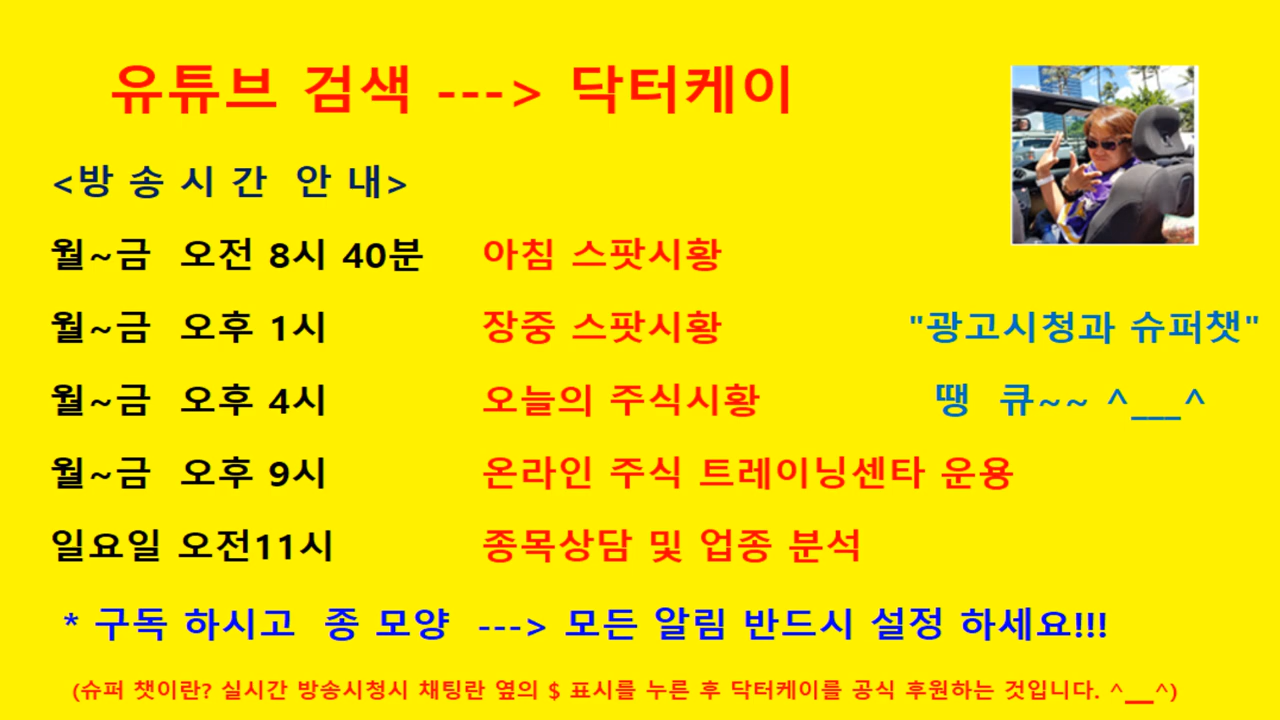 유튜브 검색 ---> 닥터케이
<방 송 시 간 안 내>
월~금 오전 8시 40분 아침 스팟시황
월~금 오후 1시 장중 스팟시황 "광고시청과 슈퍼챗"
월~금 오후 4시 오늘의 주식시황 땡 큐~~ ^___^
월~금 오후 9시 온라인 주식 트레이닝센타 운용
일요일 오전11시 종목상담 및 업종 분석
* 구독 하시고 종 모양 ---> 모든 알림 반드시 설정 하세요!!!
(슈퍼 챗이란? 실시간 방송시청시 채팅란 옆의 $ 표시를 누른 후 닥터케이를 공식 후원하는 것입니다. ^__^)